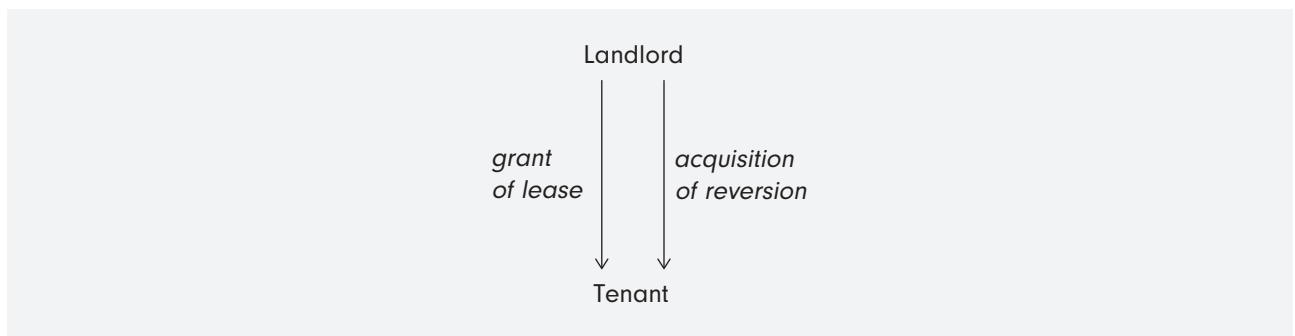 Landlord
grant
of lease
acquisition
of reversion
Tenant